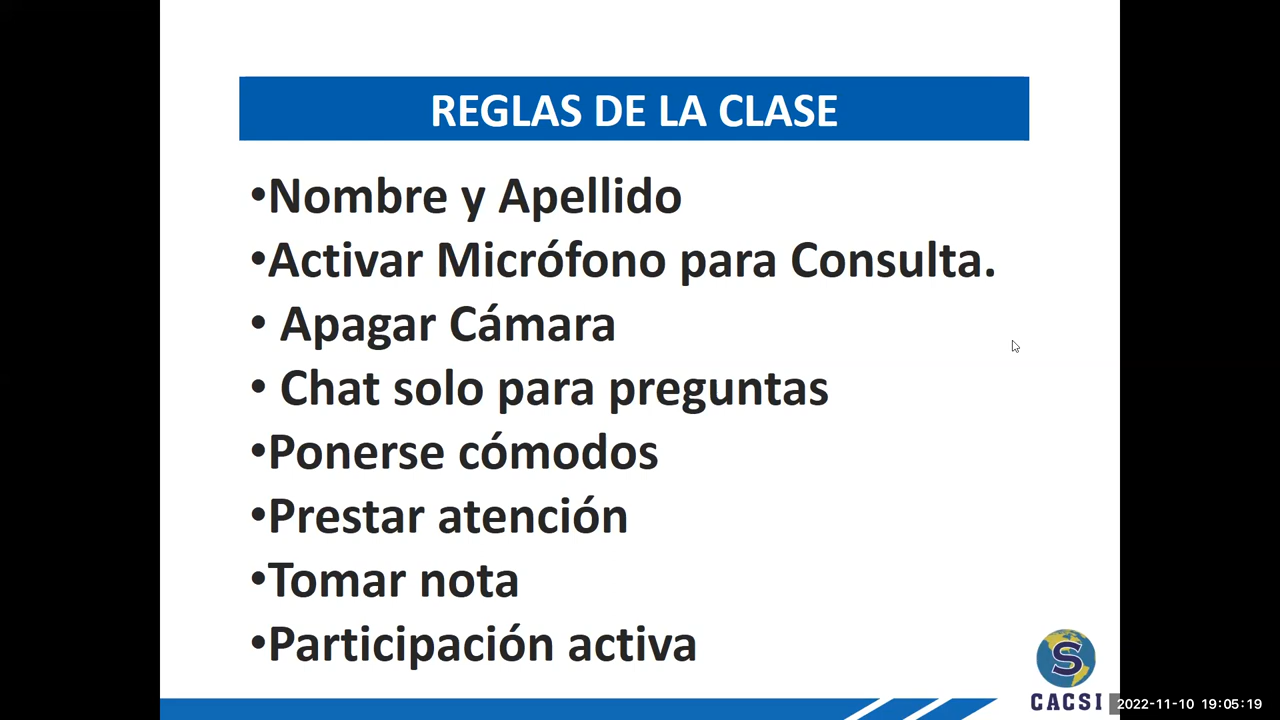 REGLAS DE LA CLASE
•Nombre y Apellido
•Activar Micrófono para Consulta.
• Apagar Cámara
• Chat solo para preguntas
•Ponerse cómodos
•Prestar atención
•Tomar nota
•Participación activa
S
CACSI
2022-11-10 19:05:19